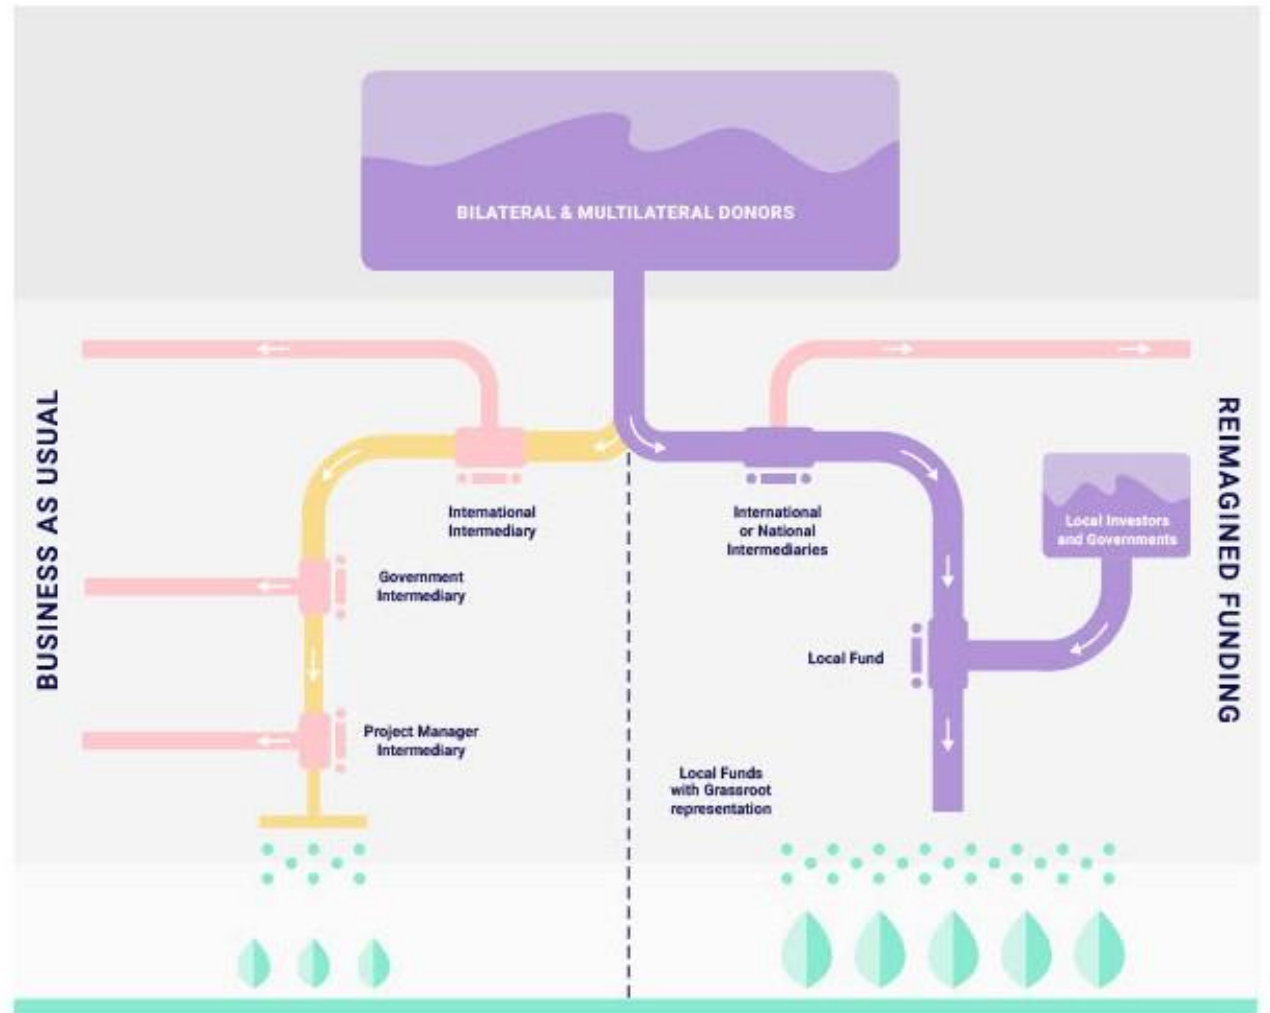 BILATERAL & MULTILATERAL DONORS
BUSINESS AS USUAL
International
Intermediary
Government
Intermediary
Project Manager
Intermediary
International
or National
Intermediaries
Local Investors
and Governments
Local Fund
Local Funds
with Grassroot
representation
REIMAGINED FUNDING